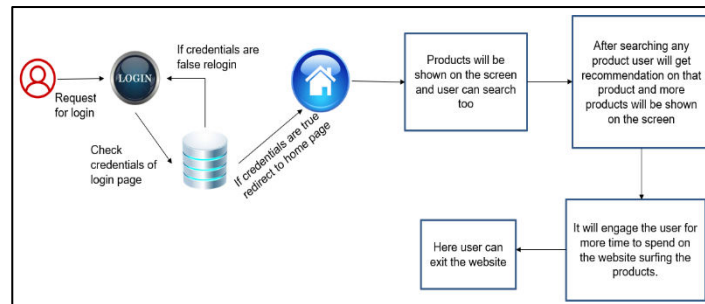 Request
for login
LOGIN
If credentials are
false relogin
Check
credentials of
login page
If credentials are true
redirect to home page
Products will be
shown on the screen
and user can search
too
After searching any
product user will get
recommendation on that
product and more
products will be shown
on the screen
It will engage the user for
more time to spend on
the website surfing the
products.
Here user can
exit the website